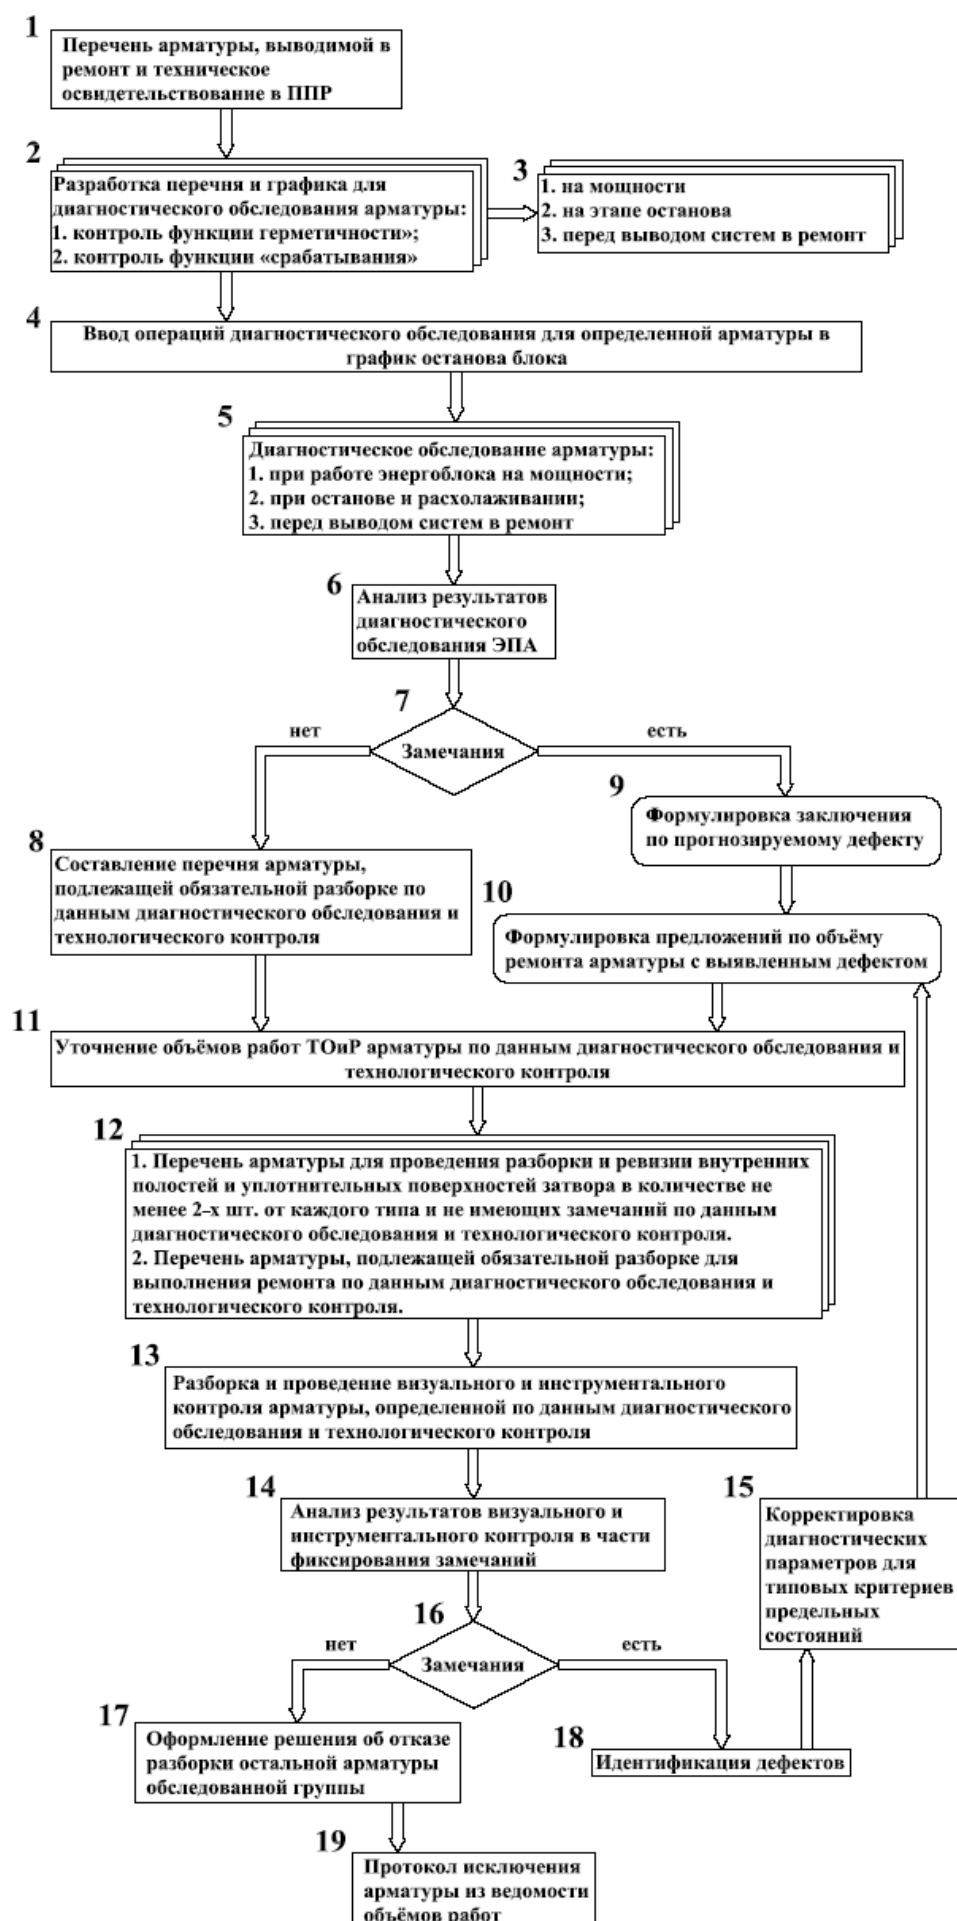 1
Перечень арматуры, выводимой в
ремонт и техническое
освидетельствование в ППР
2
Разработка перечня и графика для
диагностического обследования арматуры:
1. контроль функции герметичности»;
2. контроль функции «срабатывания»
3
1. на мощности
2. на этапе останова
3. перед выводом систем в ремонт
4
Ввод операций диагностического обследования для определенной арматуры в
график останова блока
5
Диагностическое обследование арматуры:
1. при работе энергоблока на мощности;
2. при останове и расхолаживании;
3. перед выводом систем в ремонт
6
Анализ результатов
диагностического
обследования ЭПА
7
Замечания
нет
есть
8
Составление перечня арматуры,
подлежащей обязательной разборке по
данным диагностического обследования и
технологического контроля
9
Формулировка заключения
по прогнозируемому дефекту
10
Формулировка предложений по объёму
ремонта арматуры с выявленным дефектом
11
Уточнение объёмов работ ТОиР арматуры по данным диагностического обследования и
технологического контроля
12
1. Перечень арматуры для проведения разборки и ревизии внутренних
полостей и уплотнительных поверхностей затвора в количестве не
менее 2-х шт. от каждого типа и не имеющих замечаний по данным
диагностического обследования и технологического контроля.
2. Перечень арматуры, подлежащей обязательной разборке для
выполнения ремонта по данным диагностического обследования и
технологического контроля.
13
Разборка и проведение визуального и инструментального
контроля арматуры, определенной по данным диагностического
обследования и технологического контроля
14
Анализ результатов визуального и
инструментального контроля в части
фиксирования замечаний
15
Корректировка
диагностических
параметров для
типовых критериев
предельных
состояний
16
Замечания
нет
есть
17
Оформление решения об отказе
разборки остальной арматуры
обследованной группы
18
Идентификация дефектов
19
Протокол исключения
арматуры из ведомости
объёмов работ